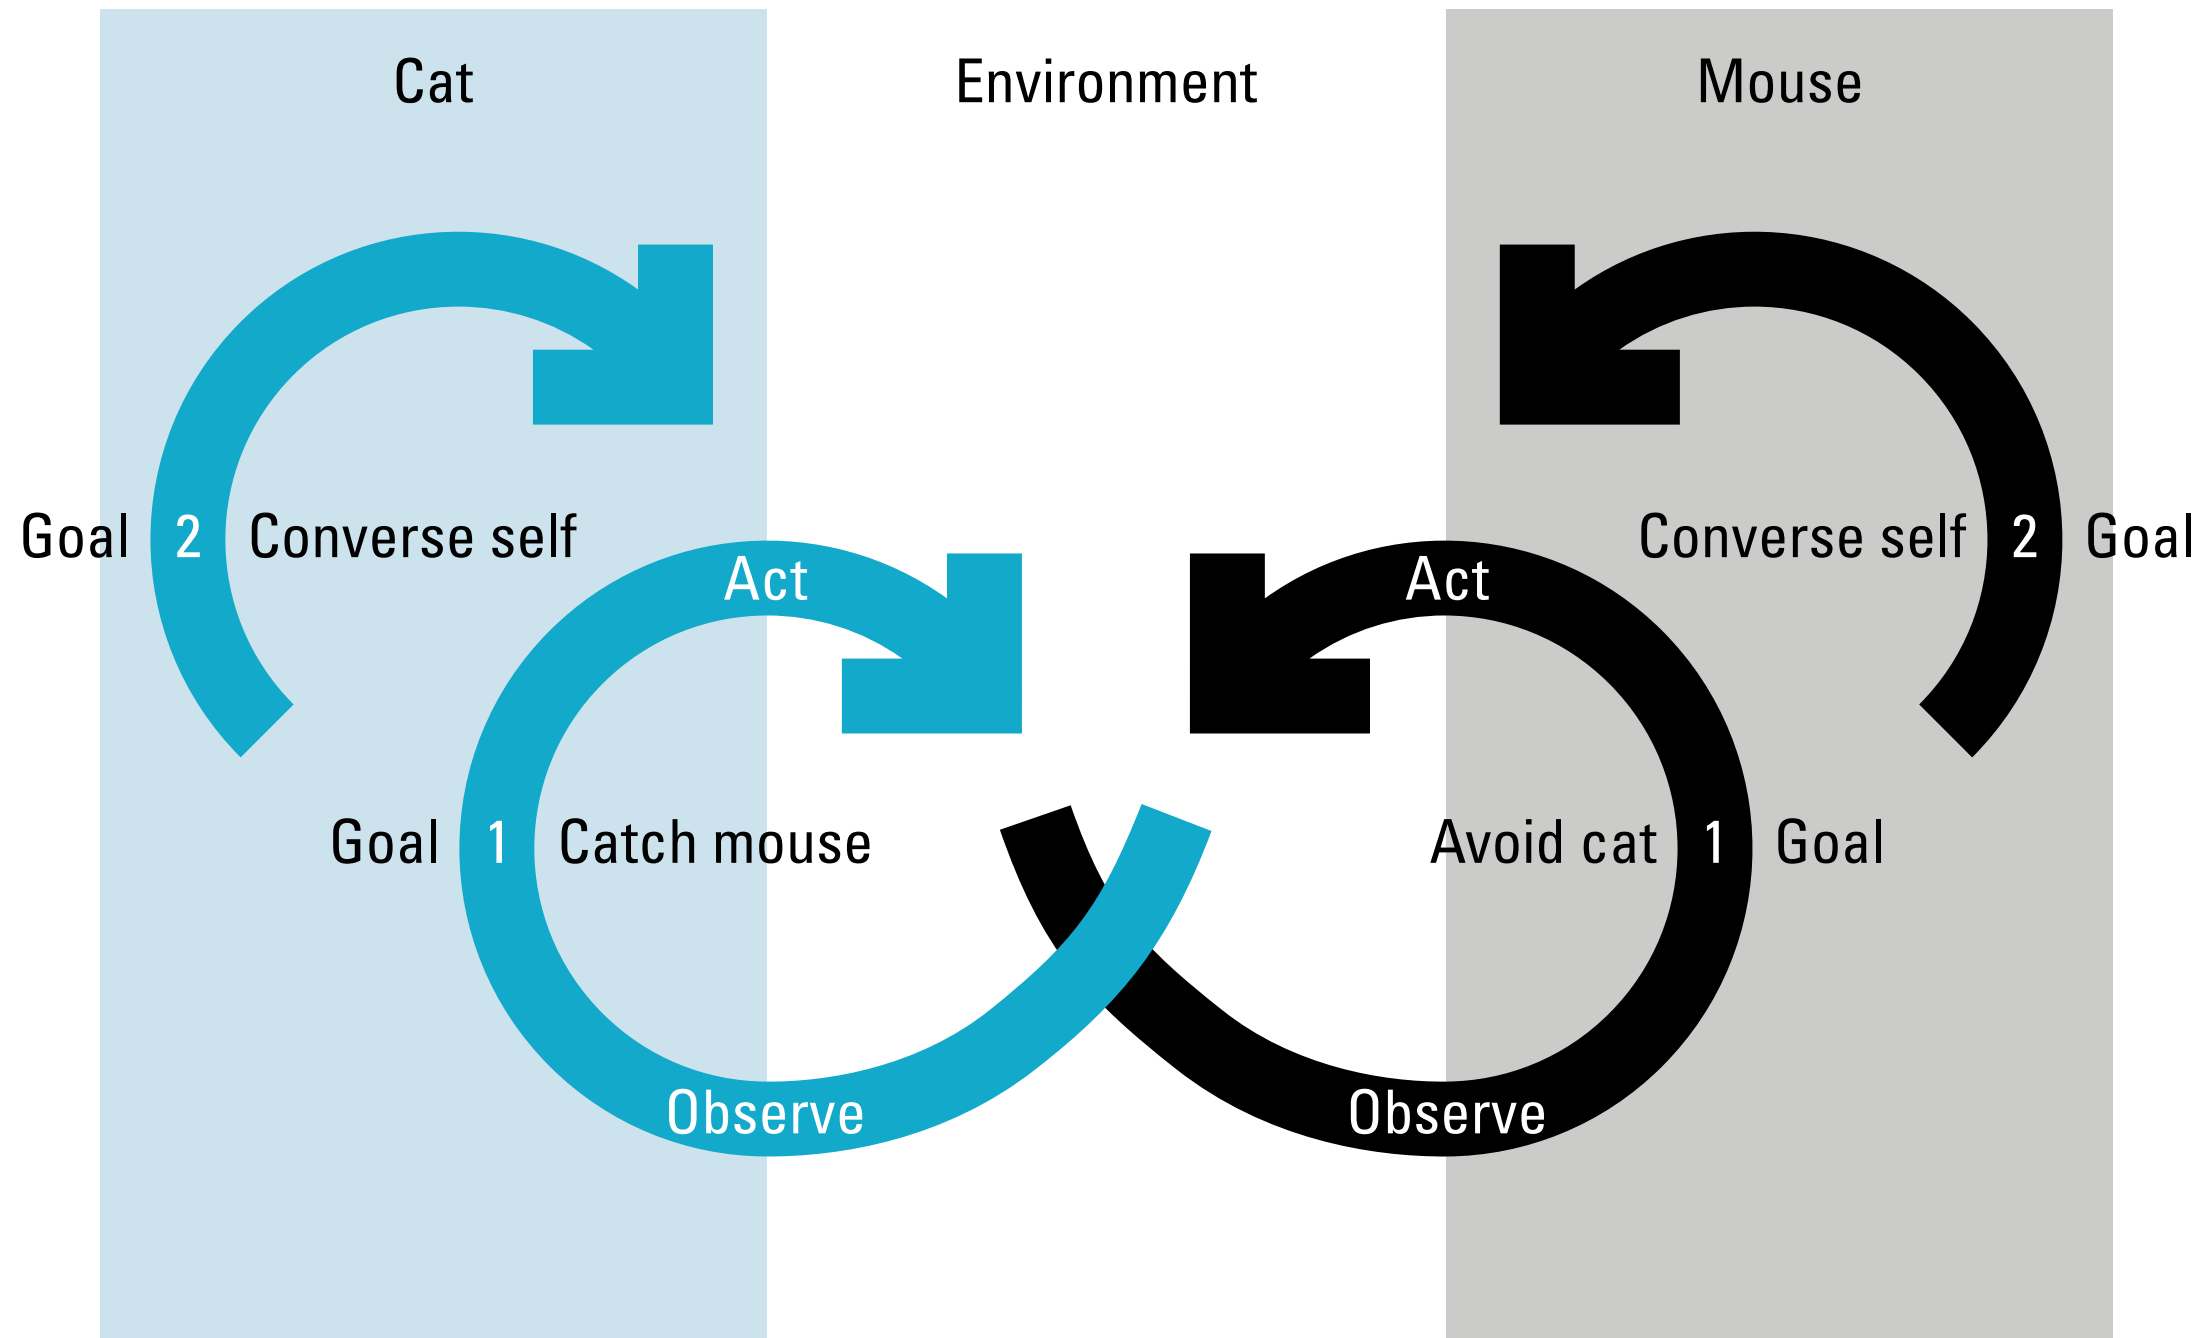 Cat
Environment
Mouse
Goal 2 Converse self
Converse self 2 Goal
Act
Act
Goal 1 Catch mouse
Avoid cat 1 Goal
Observe
Observe